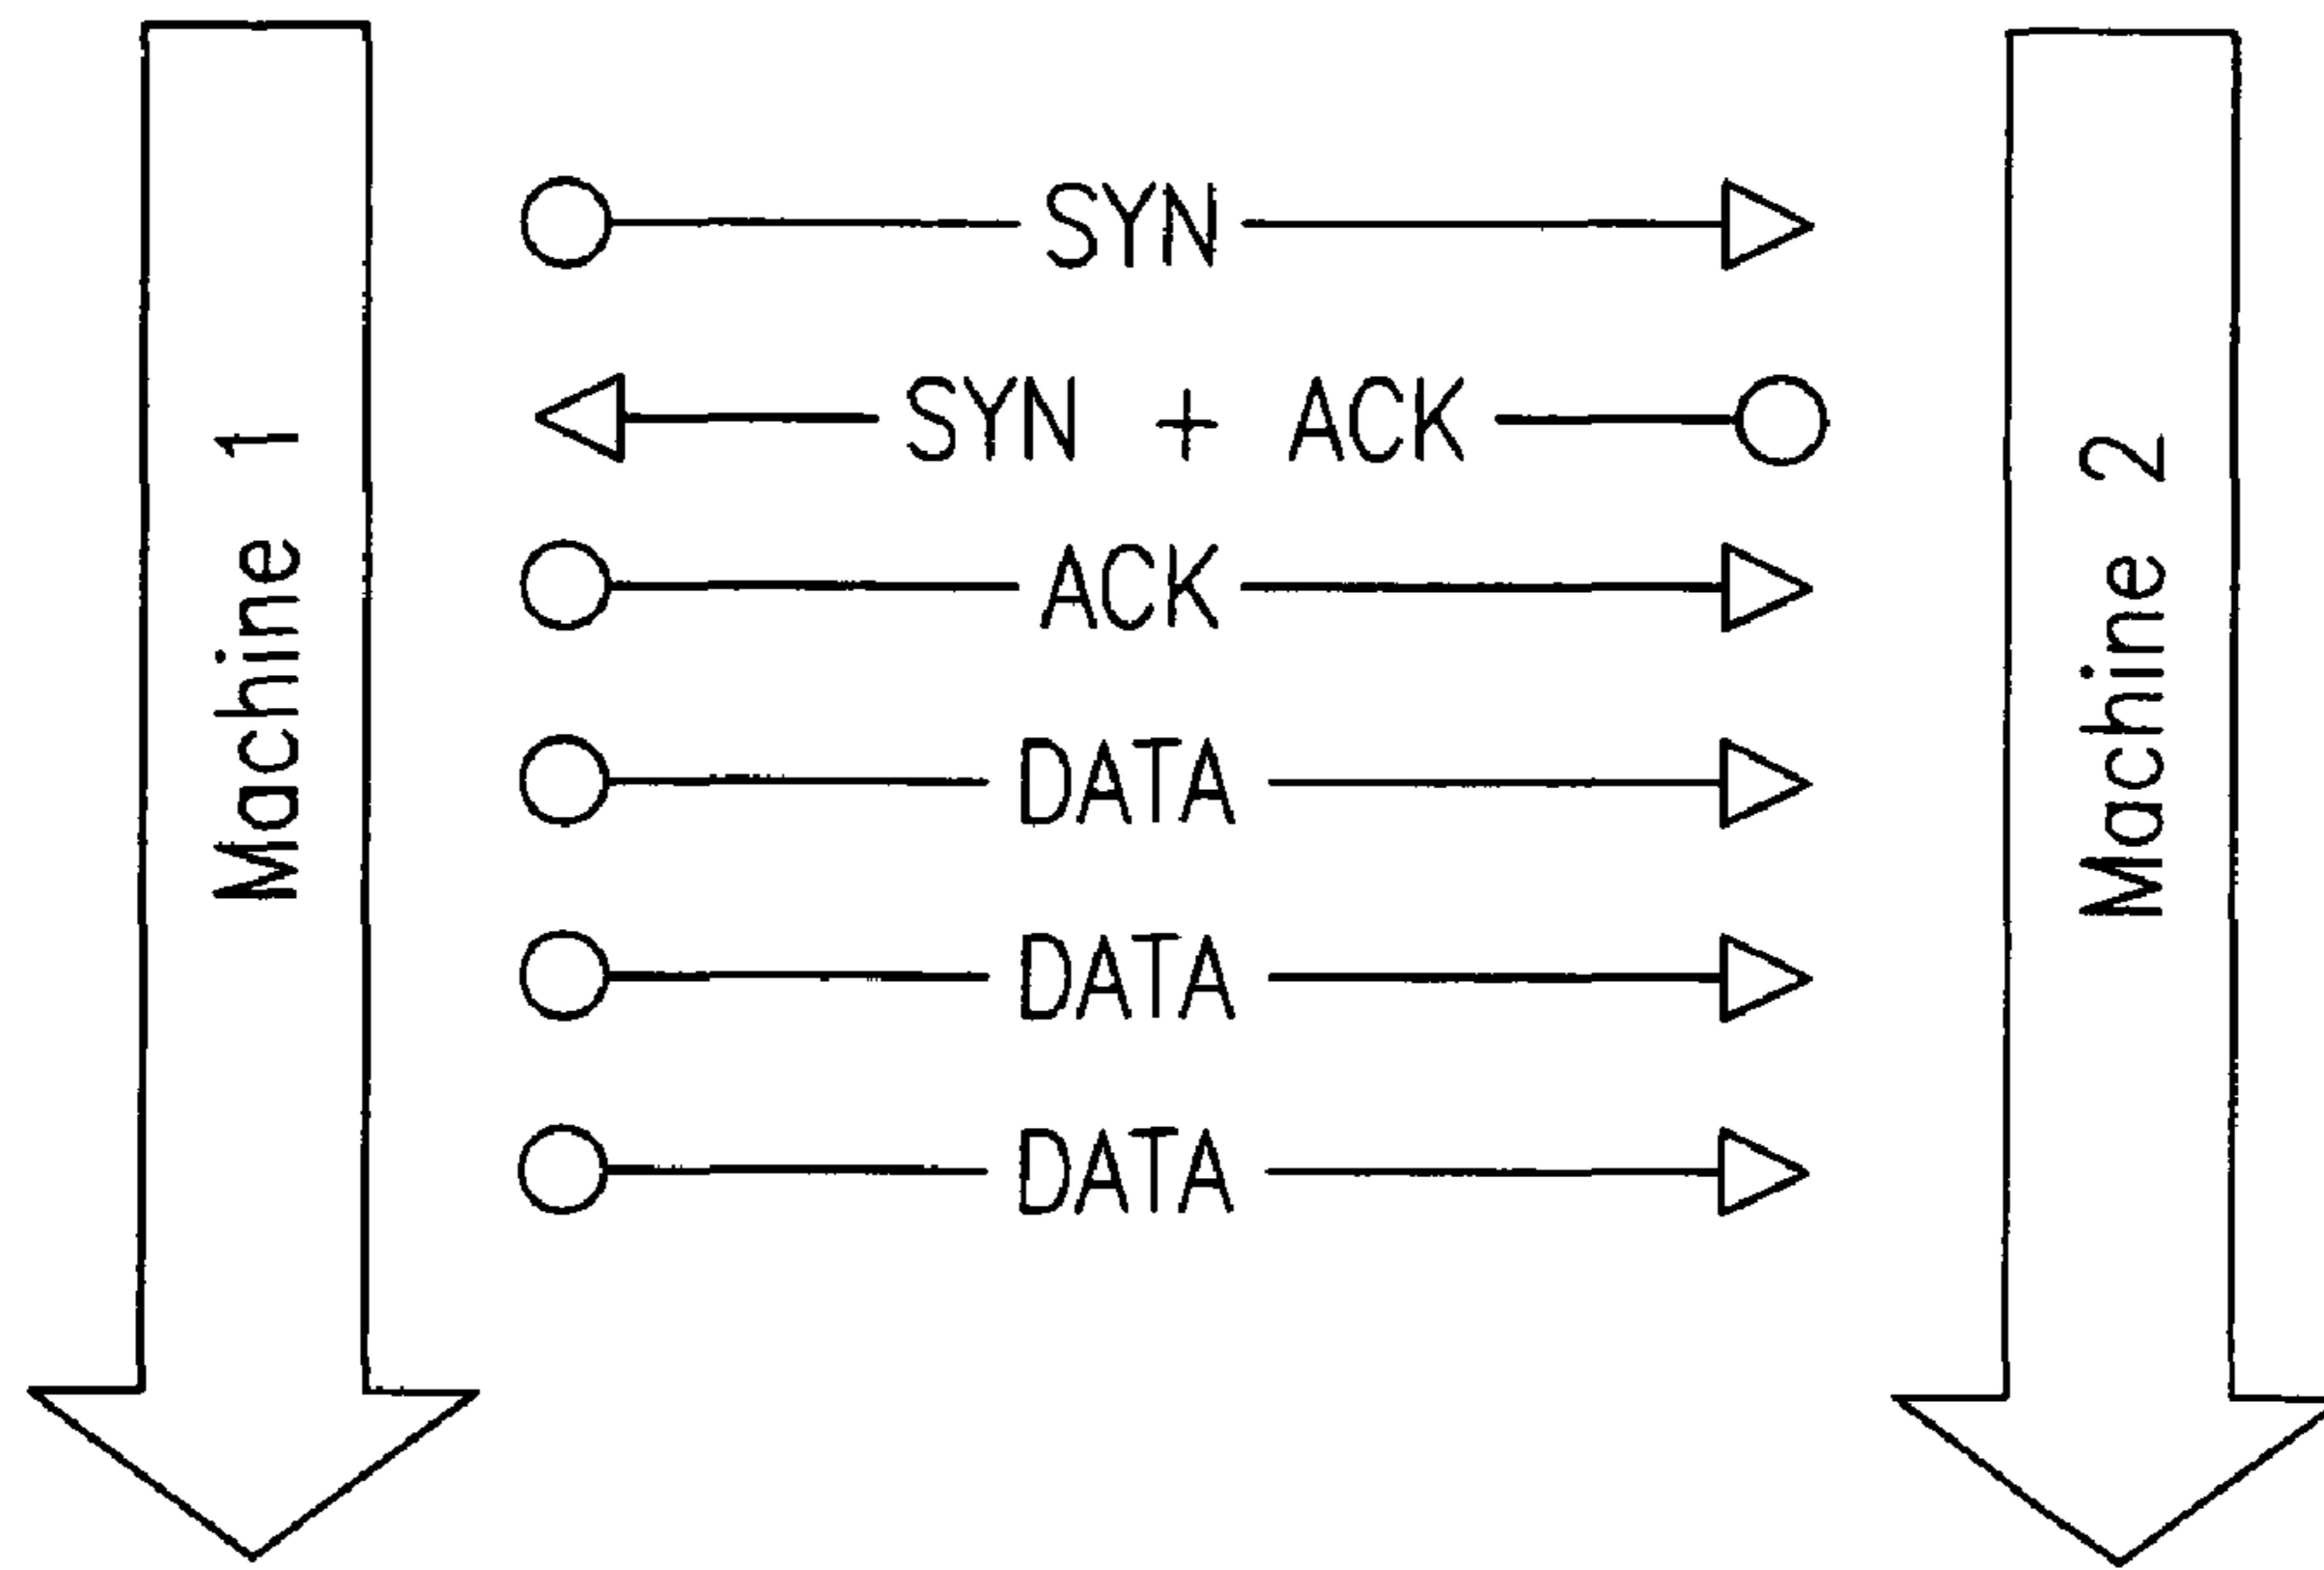 Machine 1
SYN
SYN + ACK
ACK
DATA
DATA
DATA
Machine 2